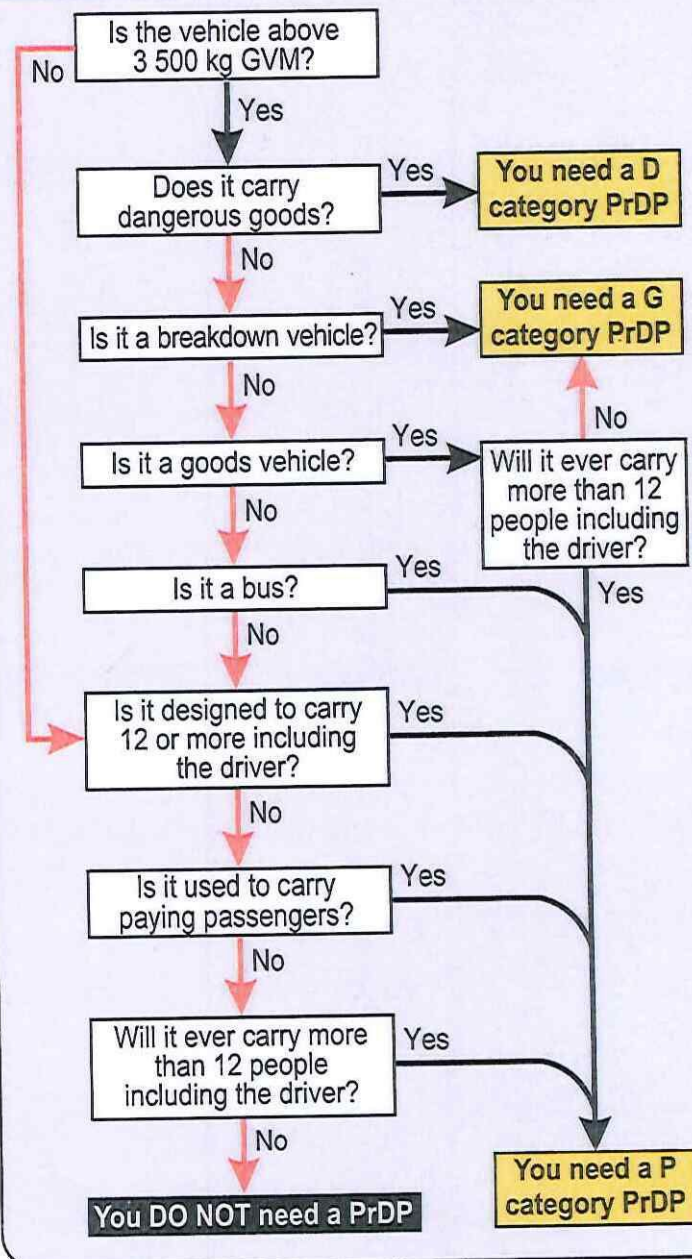 Is the vehicle above
3 500 kg GVM?
No
Yes
Does it carry
dangerous goods?
Yes
You need a D
category PrDP
No
Is it a breakdown vehicle?
Yes
You need a G
category PrDP
No
No
Is it a goods vehicle?
Yes
Will it ever carry
more than 12
people including
the driver?
No
Is it a bus?
Yes
Yes
No
Is it designed to carry
12 or more including
the driver?
Yes
No
Is it used to carry
paying passengers?
Yes
No
Will it ever carry more
than 12 people
including the driver?
Yes
No
You DO NOT need a PrDP
You need a P
category PrDP